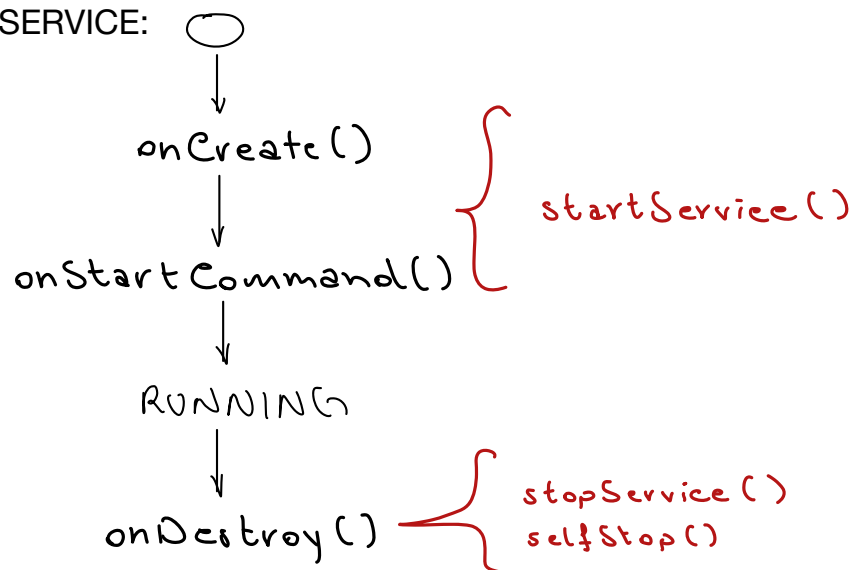 SERVICE:
onCreate()
startService()
onStartCommand()
RUNNING
onDestroy()
stopService()
selfStop()